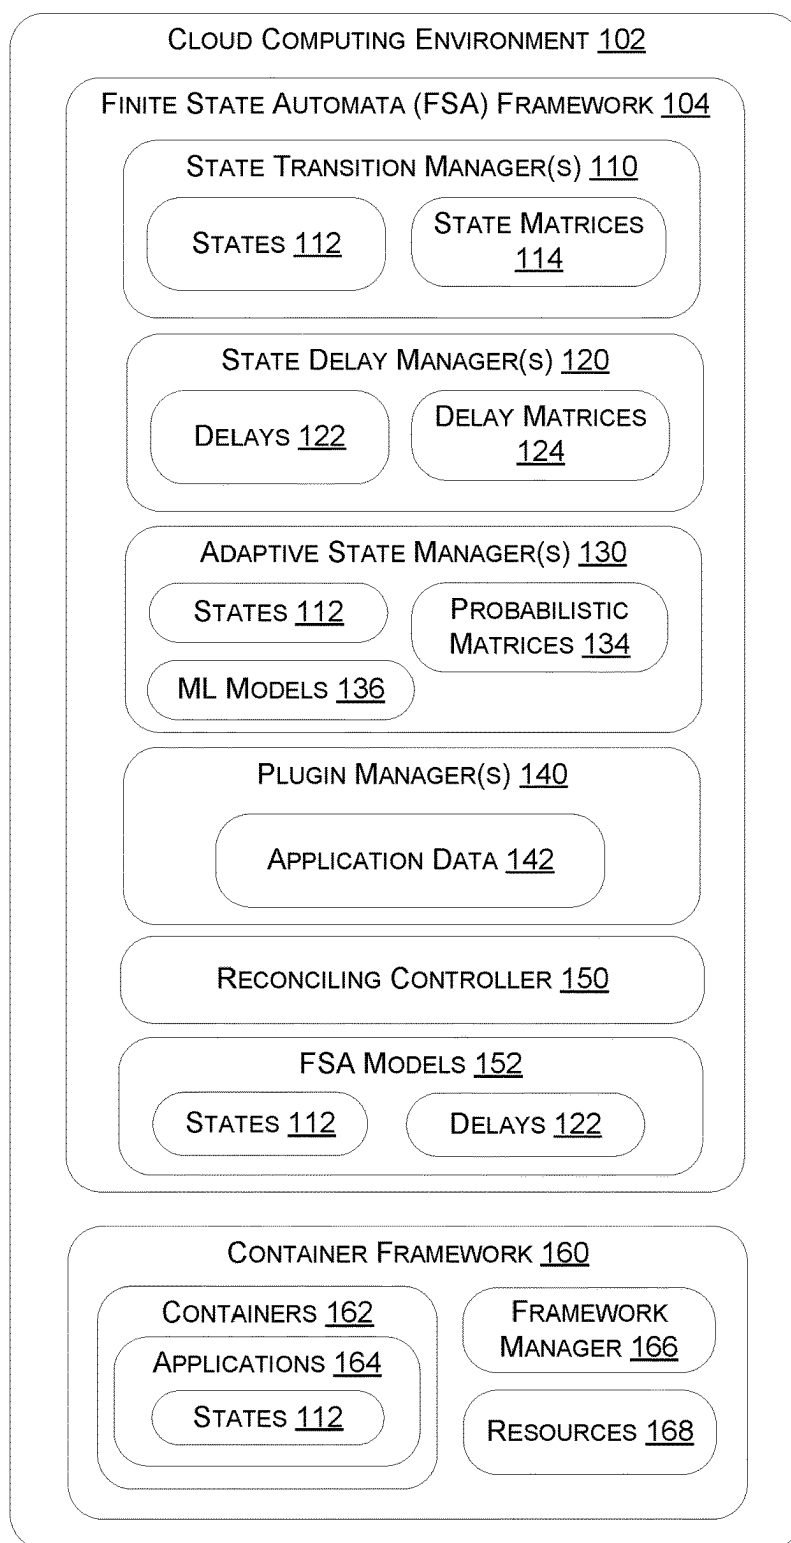 CLOUD COMPUTING ENVIRONMENT 102
FINITE STATE AUTOMATA (FSA) FRAMEWORK 104
STATE TRANSITION MANAGER(S) 110
STATES 112
STATE MATRICES
114
STATE DELAY MANAGER(S) 120
DELAYS 122
DELAY MATRICES
124
ADAPTIVE STATE MANAGER(S) 130
STATES 112
PROBABILISTIC
MATRICES 134
ML MODELS 136
PLUGIN MANAGER(S) 140
APPLICATION DATA 142
RECONCILING CONTROLLER 150
FSA MODELS 152
STATES 112
DELAYS 122
CONTAINER FRAMEWORK 160
CONTAINERS 162
APPLICATIONS 164
STATES 112
FRAMEWORK
MANAGER 166
RESOURCES 168